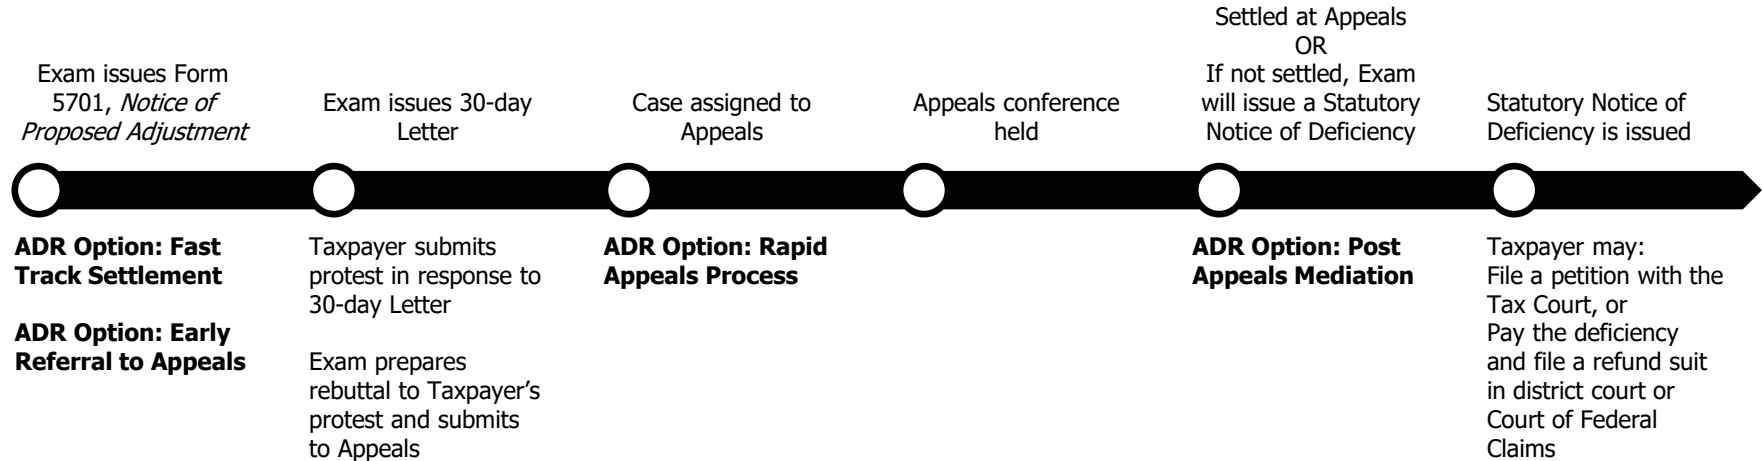 Exam issues Form
5701, Notice of
Proposed Adjustment
Exam issues 30-day
Letter
Case assigned to
Appeals
Appeals conference
held
Settled at Appeals
OR
If not settled, Exam
will issue a Statutory
Notice of Deficiency
Statutory Notice of
Deficiency is issued
ADR Option: Fast
Track Settlement
ADR Option: Early
Referral to Appeals
Taxpayer submits
protest in response to
30-day Letter
Exam prepares
rebuttal to Taxpayer’s
protest and submits
to Appeals
ADR Option: Rapid
Appeals Process
ADR Option: Post
Appeals Mediation
Taxpayer may:
File a petition with the
Tax Court, or
Pay the deficiency
and file a refund suit
in district court or
Court of Federal
Claims